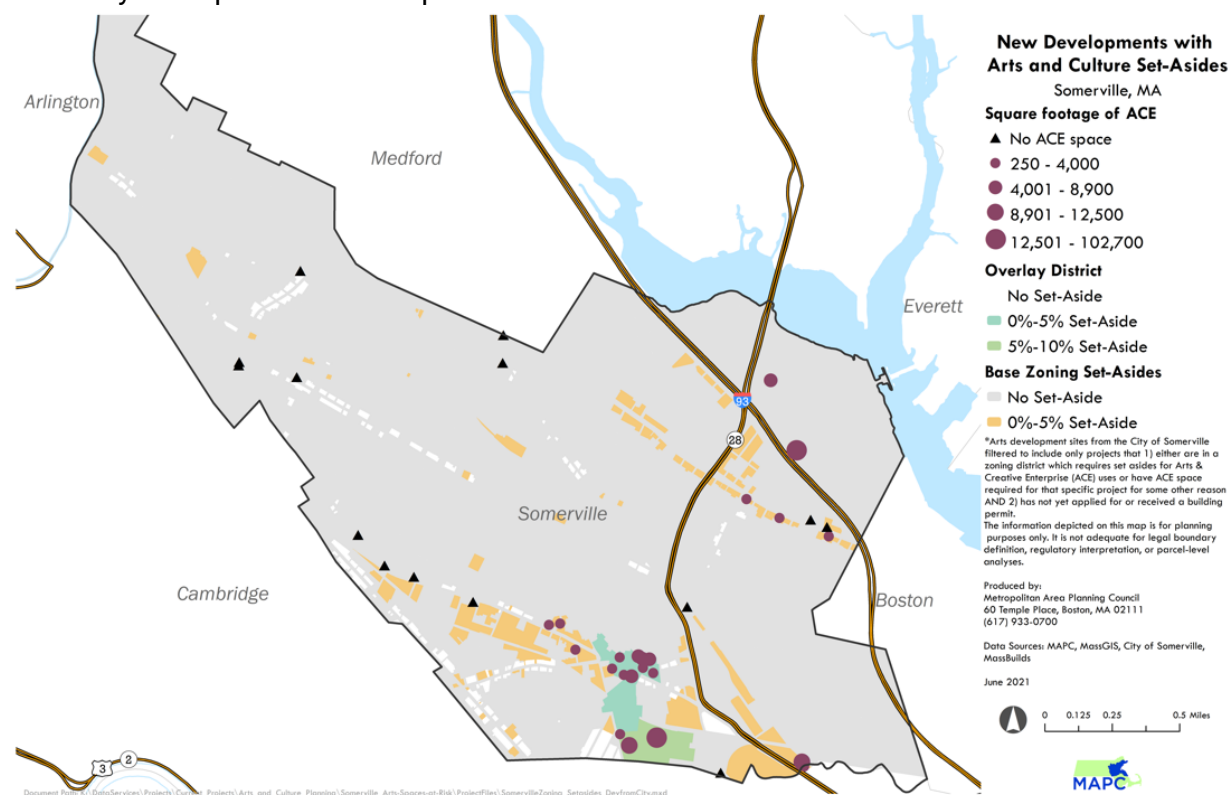 New Developments with
Arts and Culture Set-Asides
Somerville, MA
Square footage of ACE
No ACE space
250 - 4,000
4,001 - 8,900
8,901 - 12,500
12,501 - 102,700
Overlay District
No Set-Aside
0%-5% Set-Aside
5%-10% Set-Aside
Base Zoning Set-Asides
No Set-Aside
0%-5% Set-Aside
*Arts development sites from the City of Somerville
filtered to include only projects that 1) either are in a
zoning district which requires set asides for Arts &
Creative Enterprise (ACE) uses or have ACE space
required for that specific project for some other reason
AND 2) has not yet applied for or received a building
permit.
The information depicted on this map is for planning
purposes only. It is not adequate for legal boundary
definition, regulatory interpretation, or parcel-level
analyses.
Produced by:
Metropolitan Area Planning Council
60 Temple Place, Boston, MA 02111
(617) 933-0700
Data Sources: MAPC, MassGIS, City of Somerville,
MassBuilds
June 2021
0 0.125 0.25 0.5 Miles
MAPC
Arlington
Medford
Everett
93
28
Somerville
Cambridge
Boston
3
2